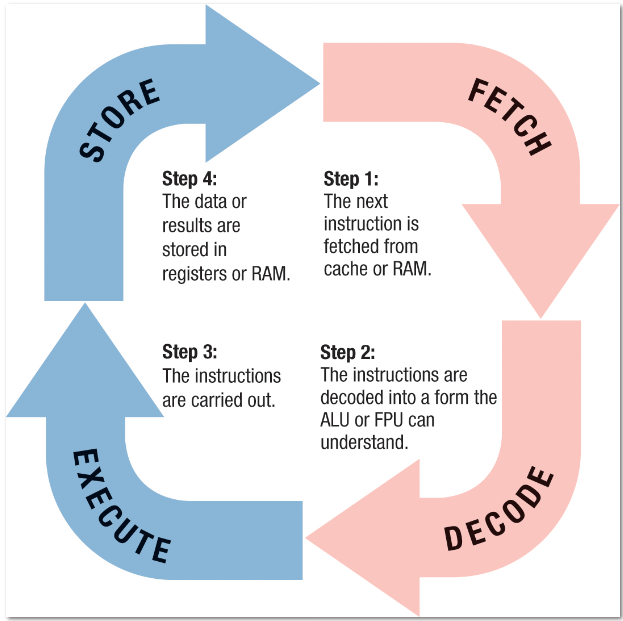 FETCH
Step 1:
The next
instruction is
fetched from
cache or RAM.
DECODE
Step 2:
The instructions are
decoded into a form the
ALU or FPU can
understand.
EXECUTE
Step 3:
The instructions
are carried out.
STORE
Step 4:
The data or
results are
stored in
registers or RAM.